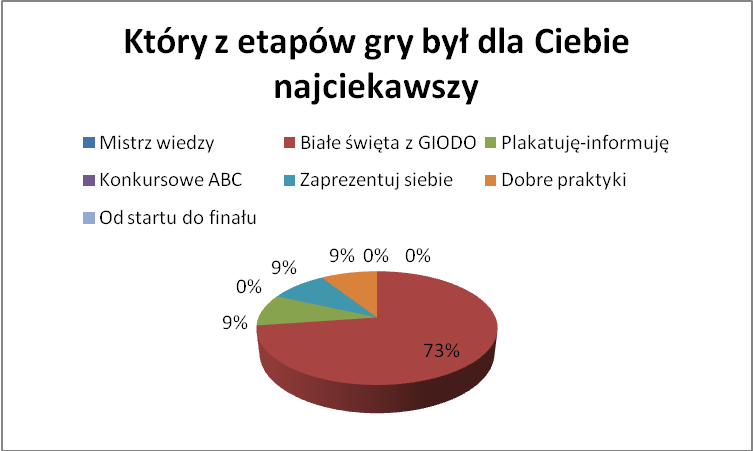 Który z etapów gry był dla Ciebie
najciekawszy
Mistrz wiedzy
Białe święta z GIODO
Plakatuję-informuję
Konkursowe ABC
Zaprezentuj siebie
Dobre praktyki
Od startu do finału
9% 0% 0%
9%
0%
9%
73%